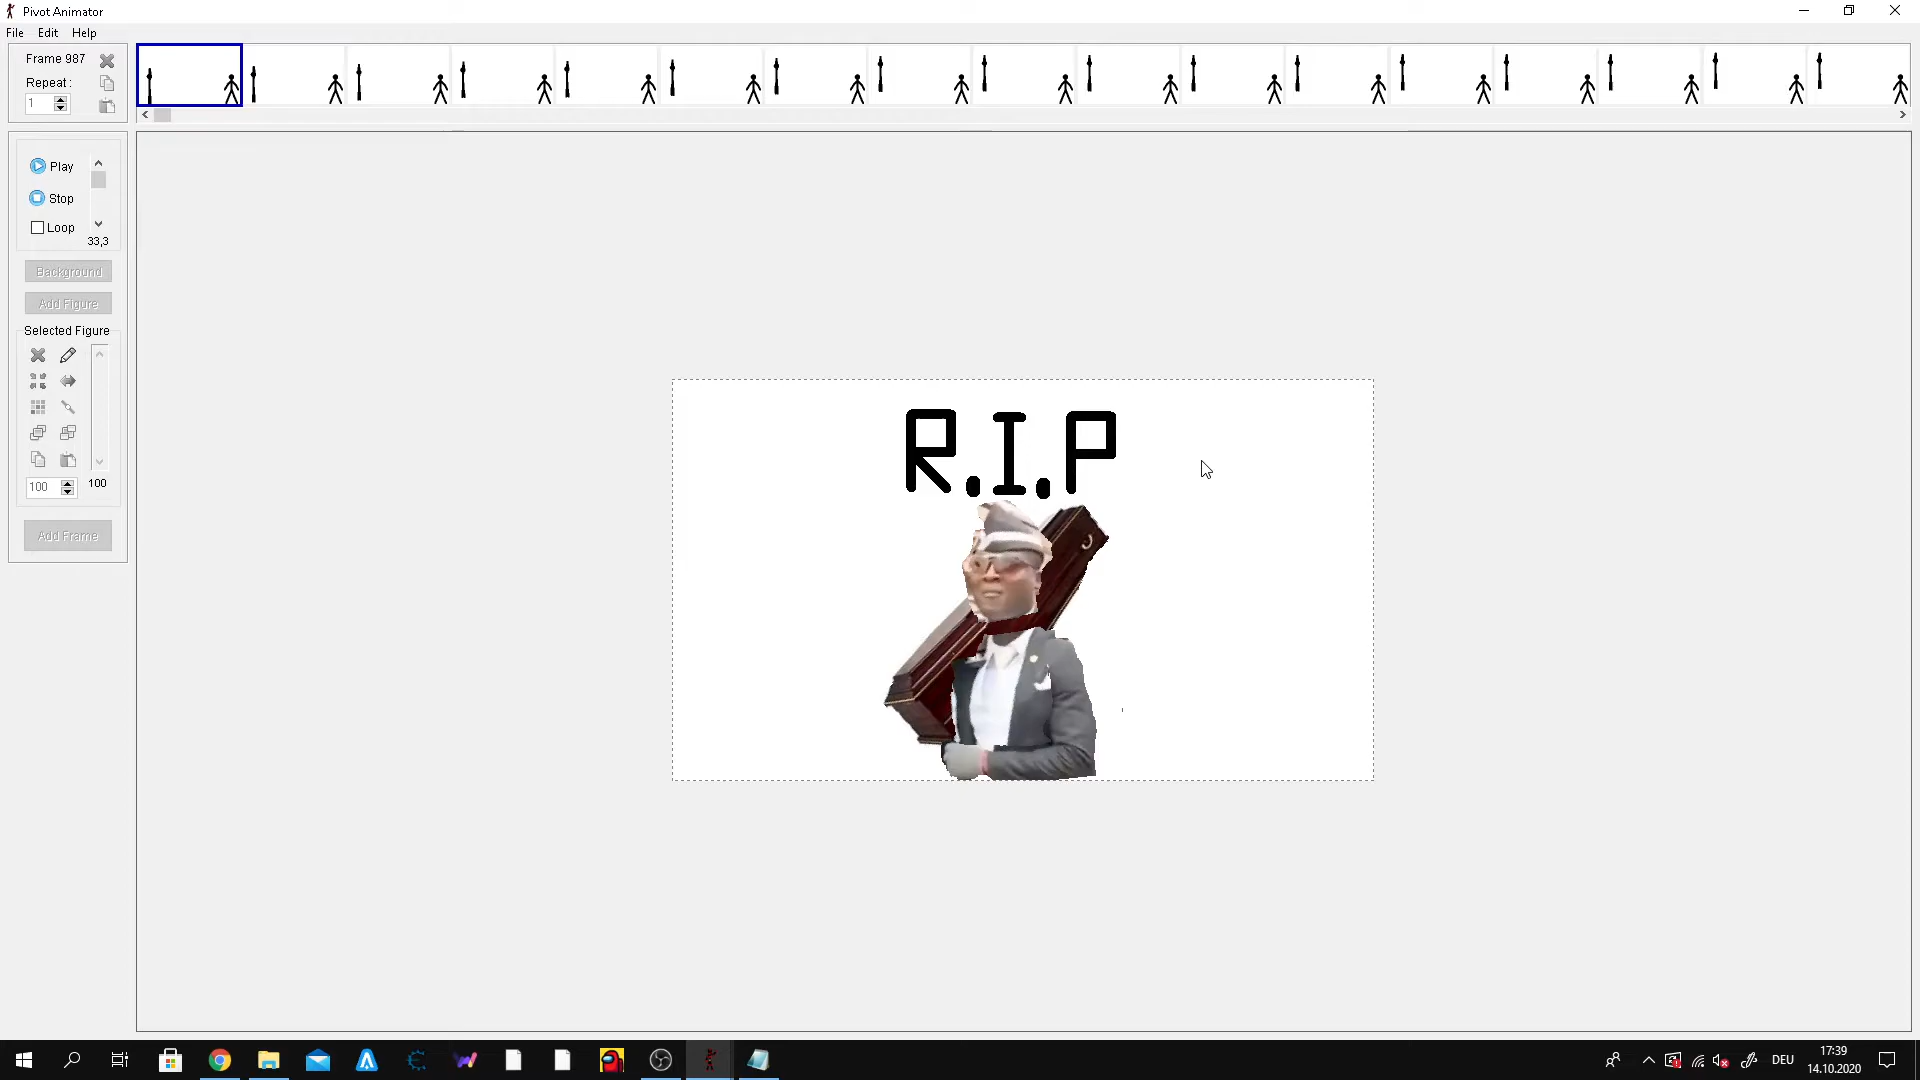 Pivot Animator
File Edit Help
Frame 987
Repeat :
1
Play
Stop
Loop
33,3
Background
Add Figure
Selected Figure
100 100
Add Frame
R.I.P
DEU
17:39
14.10.2020